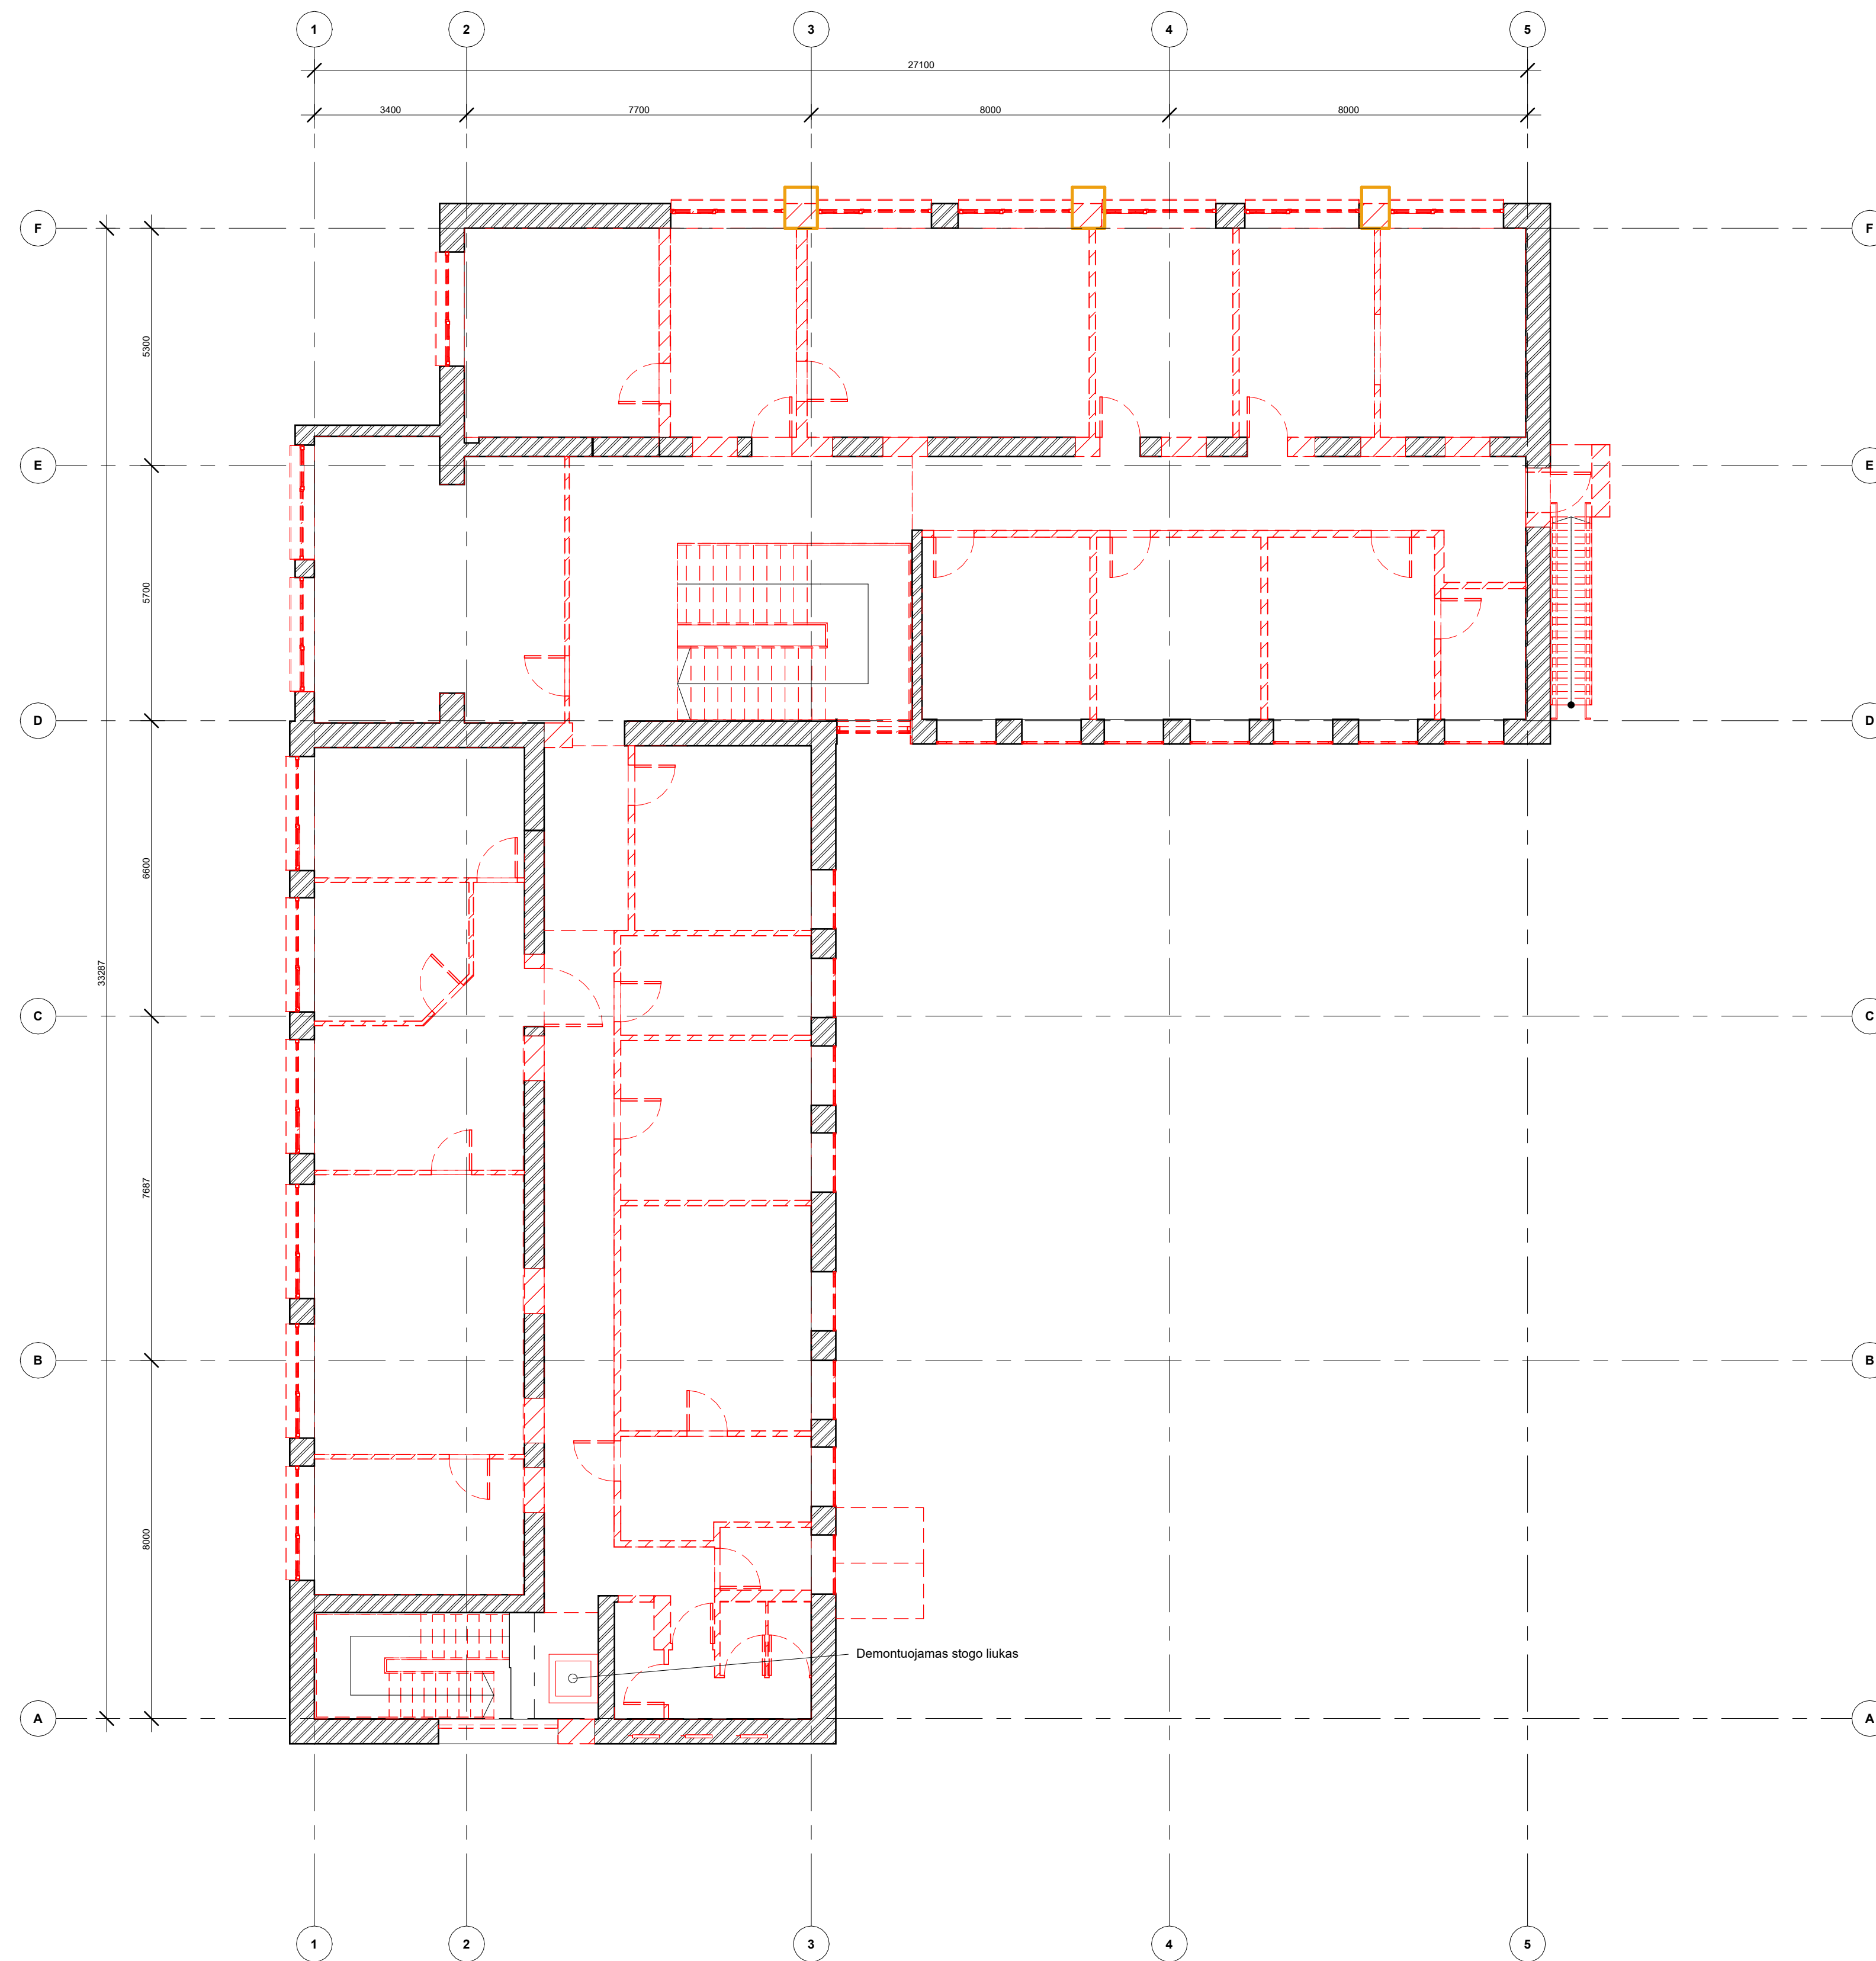 1 2 3 4 5
27100
3400 7700 8000 8000
F F
5300
E E
5700
D D
6600
33287
C C
7687
B B
8000
Demontuojamas stogo liukas
A A
1 2 3 4 5